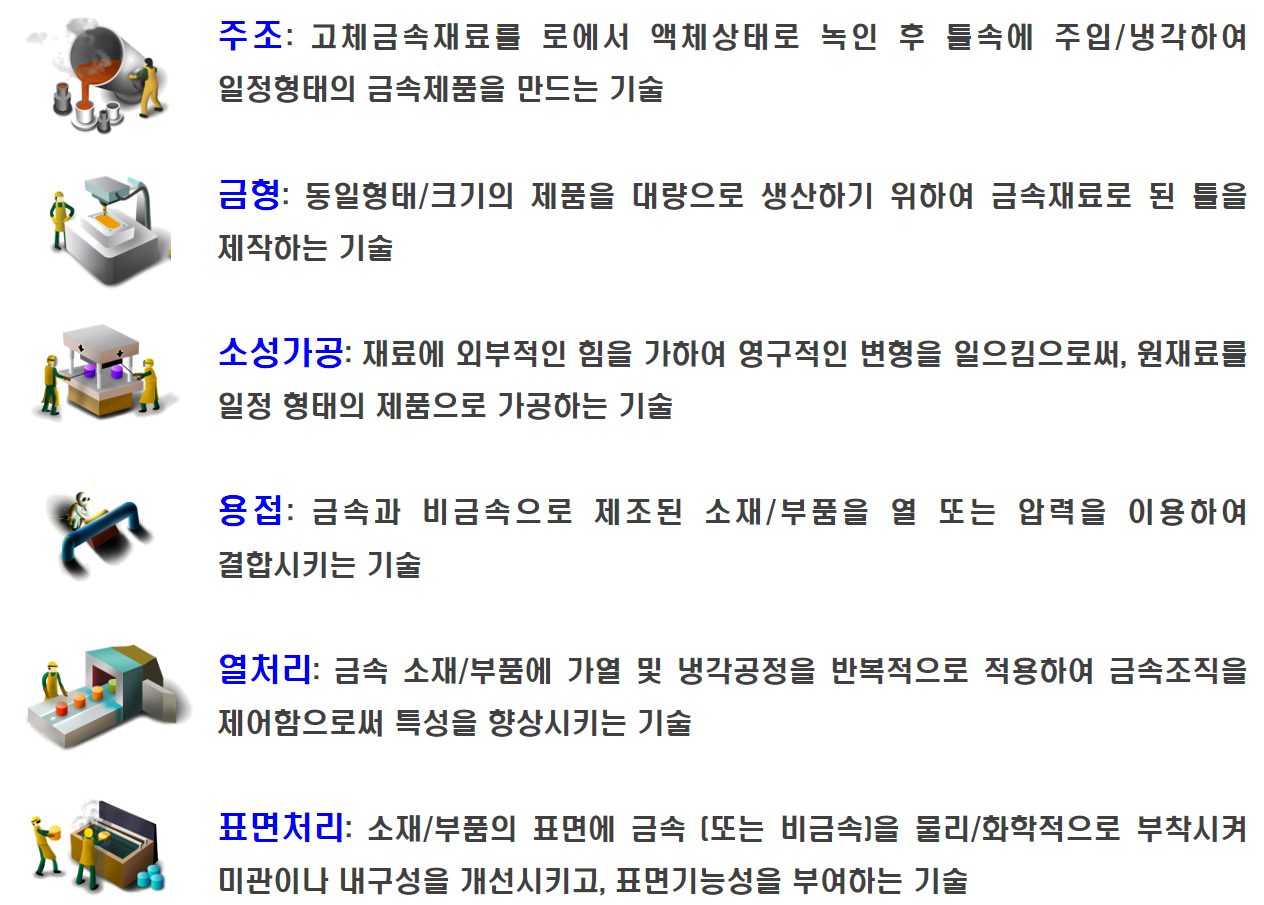 주조: 고체금속재료를 로에서 액체상태로 녹인 후 틀속에 주입/냉각하여
일정형태의 금속제품을 만드는 기술
금형: 동일형태/크기의 제품을 대량으로 생산하기 위하여 금속재료로 된 틀을
제작하는 기술
소성가공: 재료에 외부적인 힘을 가하여 영구적인 변형을 일으킴으로써, 원재료를
일정 형태의 제품으로 가공하는 기술
용접: 금속과 비금속으로 제조된 소재/부품을 열 또는 압력을 이용하여
결합시키는 기술
열처리: 금속 소재/부품에 가열 및 냉각공정을 반복적으로 적용하여 금속조직을
제어함으로써 특성을 향상시키는 기술
표면처리: 소재/부품의 표면에 금속 (또는 비금속)을 물리/화학적으로 부착시켜
미관이나 내구성을 개선시키고, 표면기능성을 부여하는 기술